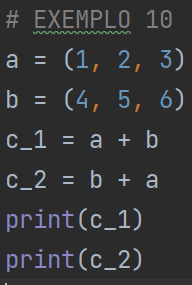 # EXEMPLO 10
a = (1, 2, 3)
b = (4, 5, 6)
c_1 = a + b
c_2 = b + a
print(c_1)
print(c_2)